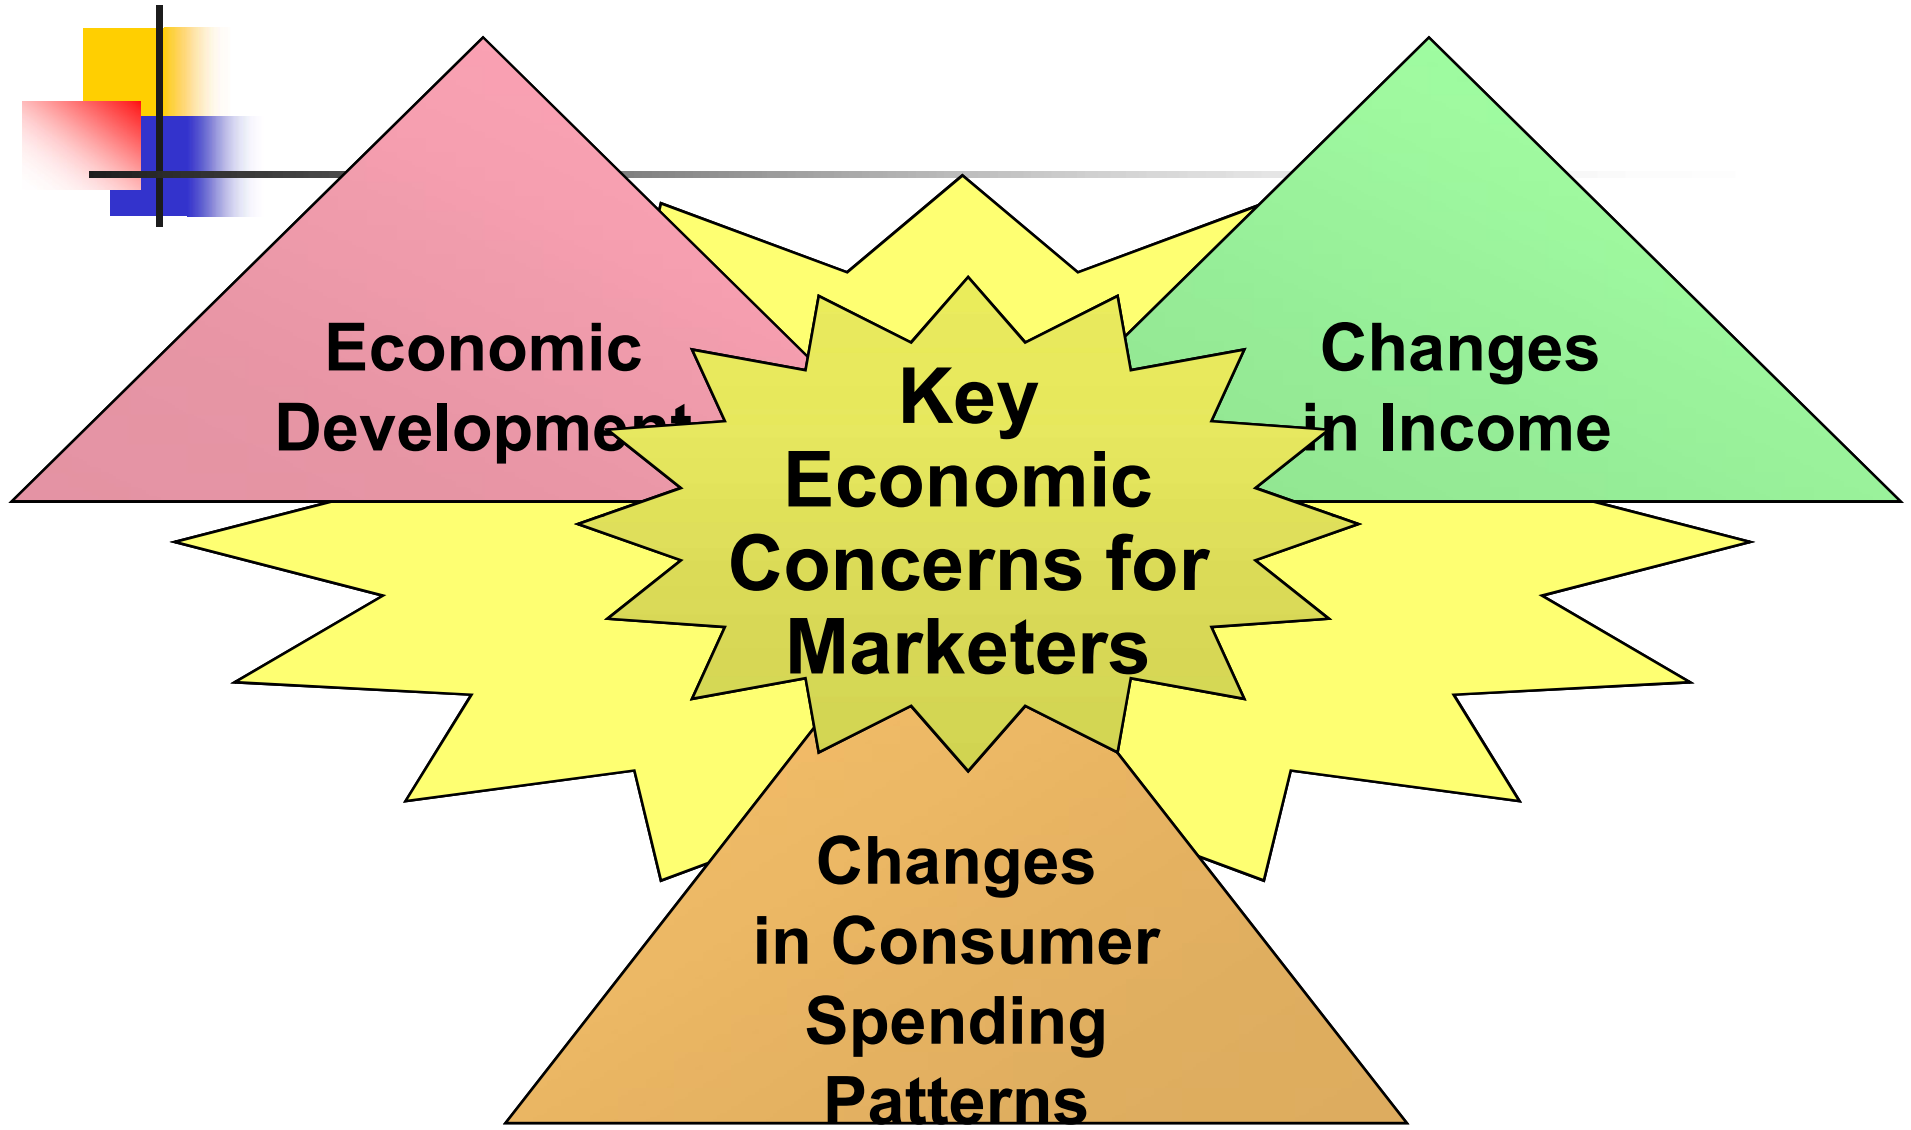 Economic
Development
Changes
in Income
Key
Economic
Concerns for
Marketers
Changes
in Consumer
Spending
Patterns